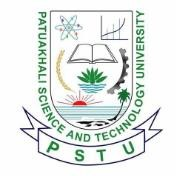 PATUAKHALI SCIENCE AND TECHNOLOGY UNIVERSITY
PSTU